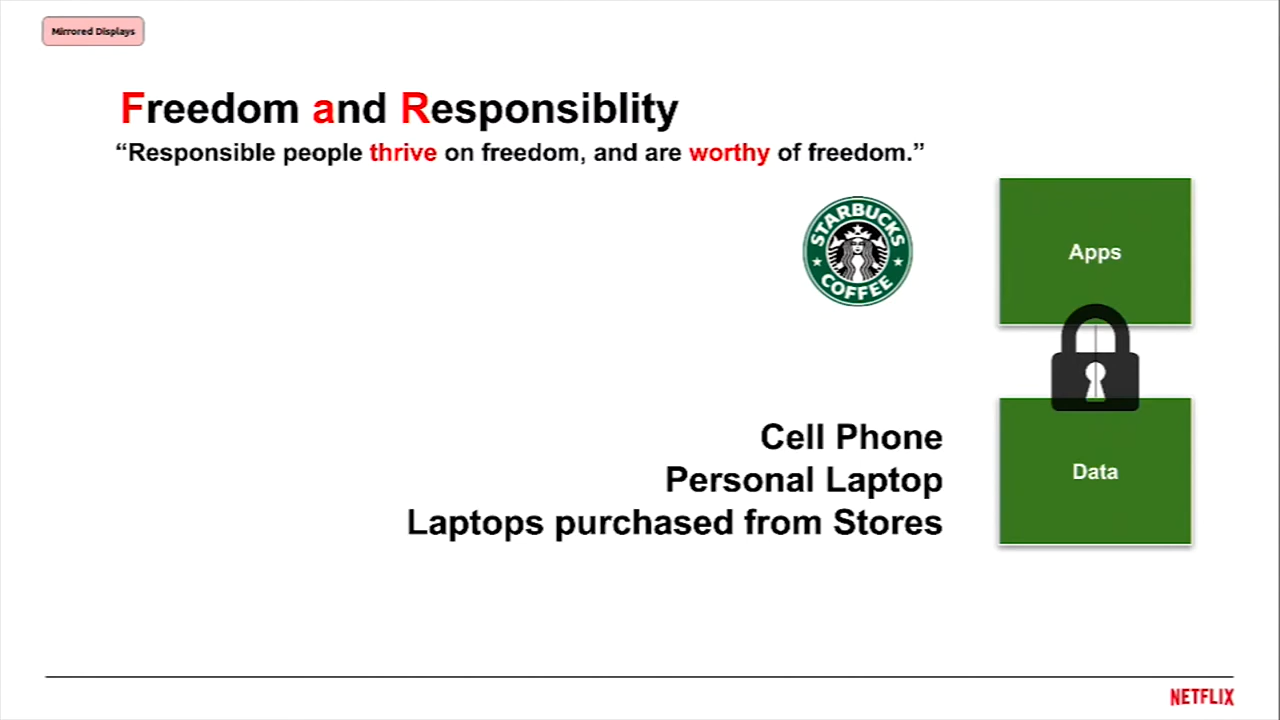 Mirrored Displays
Freedom and Responsiblity
“Responsible people thrive on freedom, and are worthy of freedom.”
STARBUCKS
COFFEE
Apps
Cell Phone
Personal Laptop
Laptops purchased from Stores
Data
NETFLIX